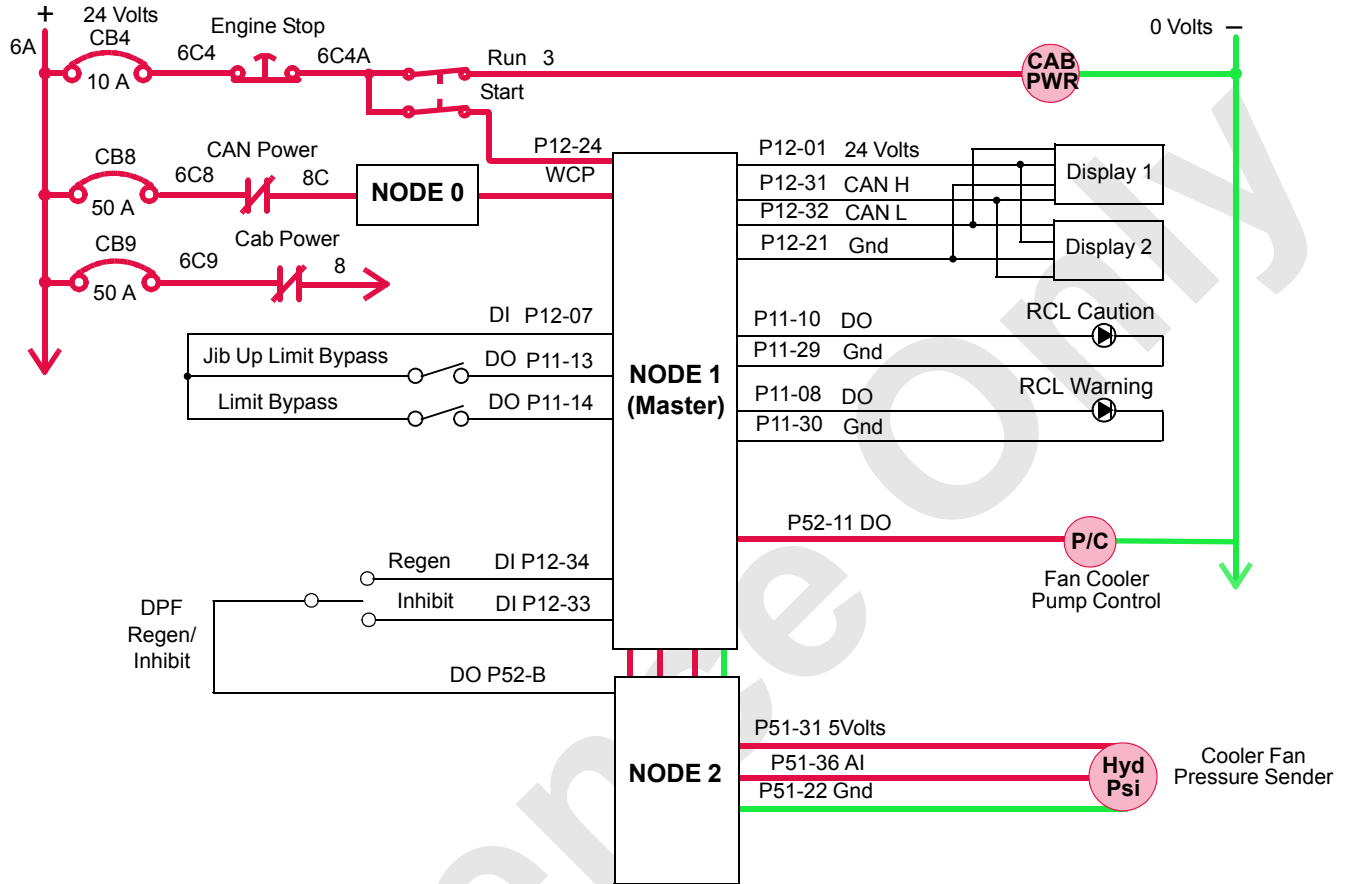 + 24 Volts
0 Volts −
6A
CB4
10 A
6C4
Engine Stop
6C4A
Run 3
Start
CAB
PWR
P12-24
WCP
CB8
50 A
6C8
CAN Power
8C
NODE 0
CB9
50 A
6C9
Cab Power
8
P12-01 24 Volts
P12-31 CAN H
P12-32 CAN L
P12-21 Gnd
Display 1
Display 2
DI P12-07
Jib Up Limit Bypass
DO P11-13
Limit Bypass
DO P11-14
NODE 1
(Master)
P11-10 DO
RCL Caution
P11-29 Gnd
P11-08 DO
RCL Warning
P11-30 Gnd
P52-11 DO
P/C
Fan Cooler
Pump Control
Regen
DI P12-34
Inhibit
DI P12-33
DPF
Regen/
Inhibit
DO P52-B
NODE 2
P51-31 5Volts
P51-36 AI
P51-22 Gnd
Hyd
Psi
Cooler Fan
Pressure Sender
nce Only